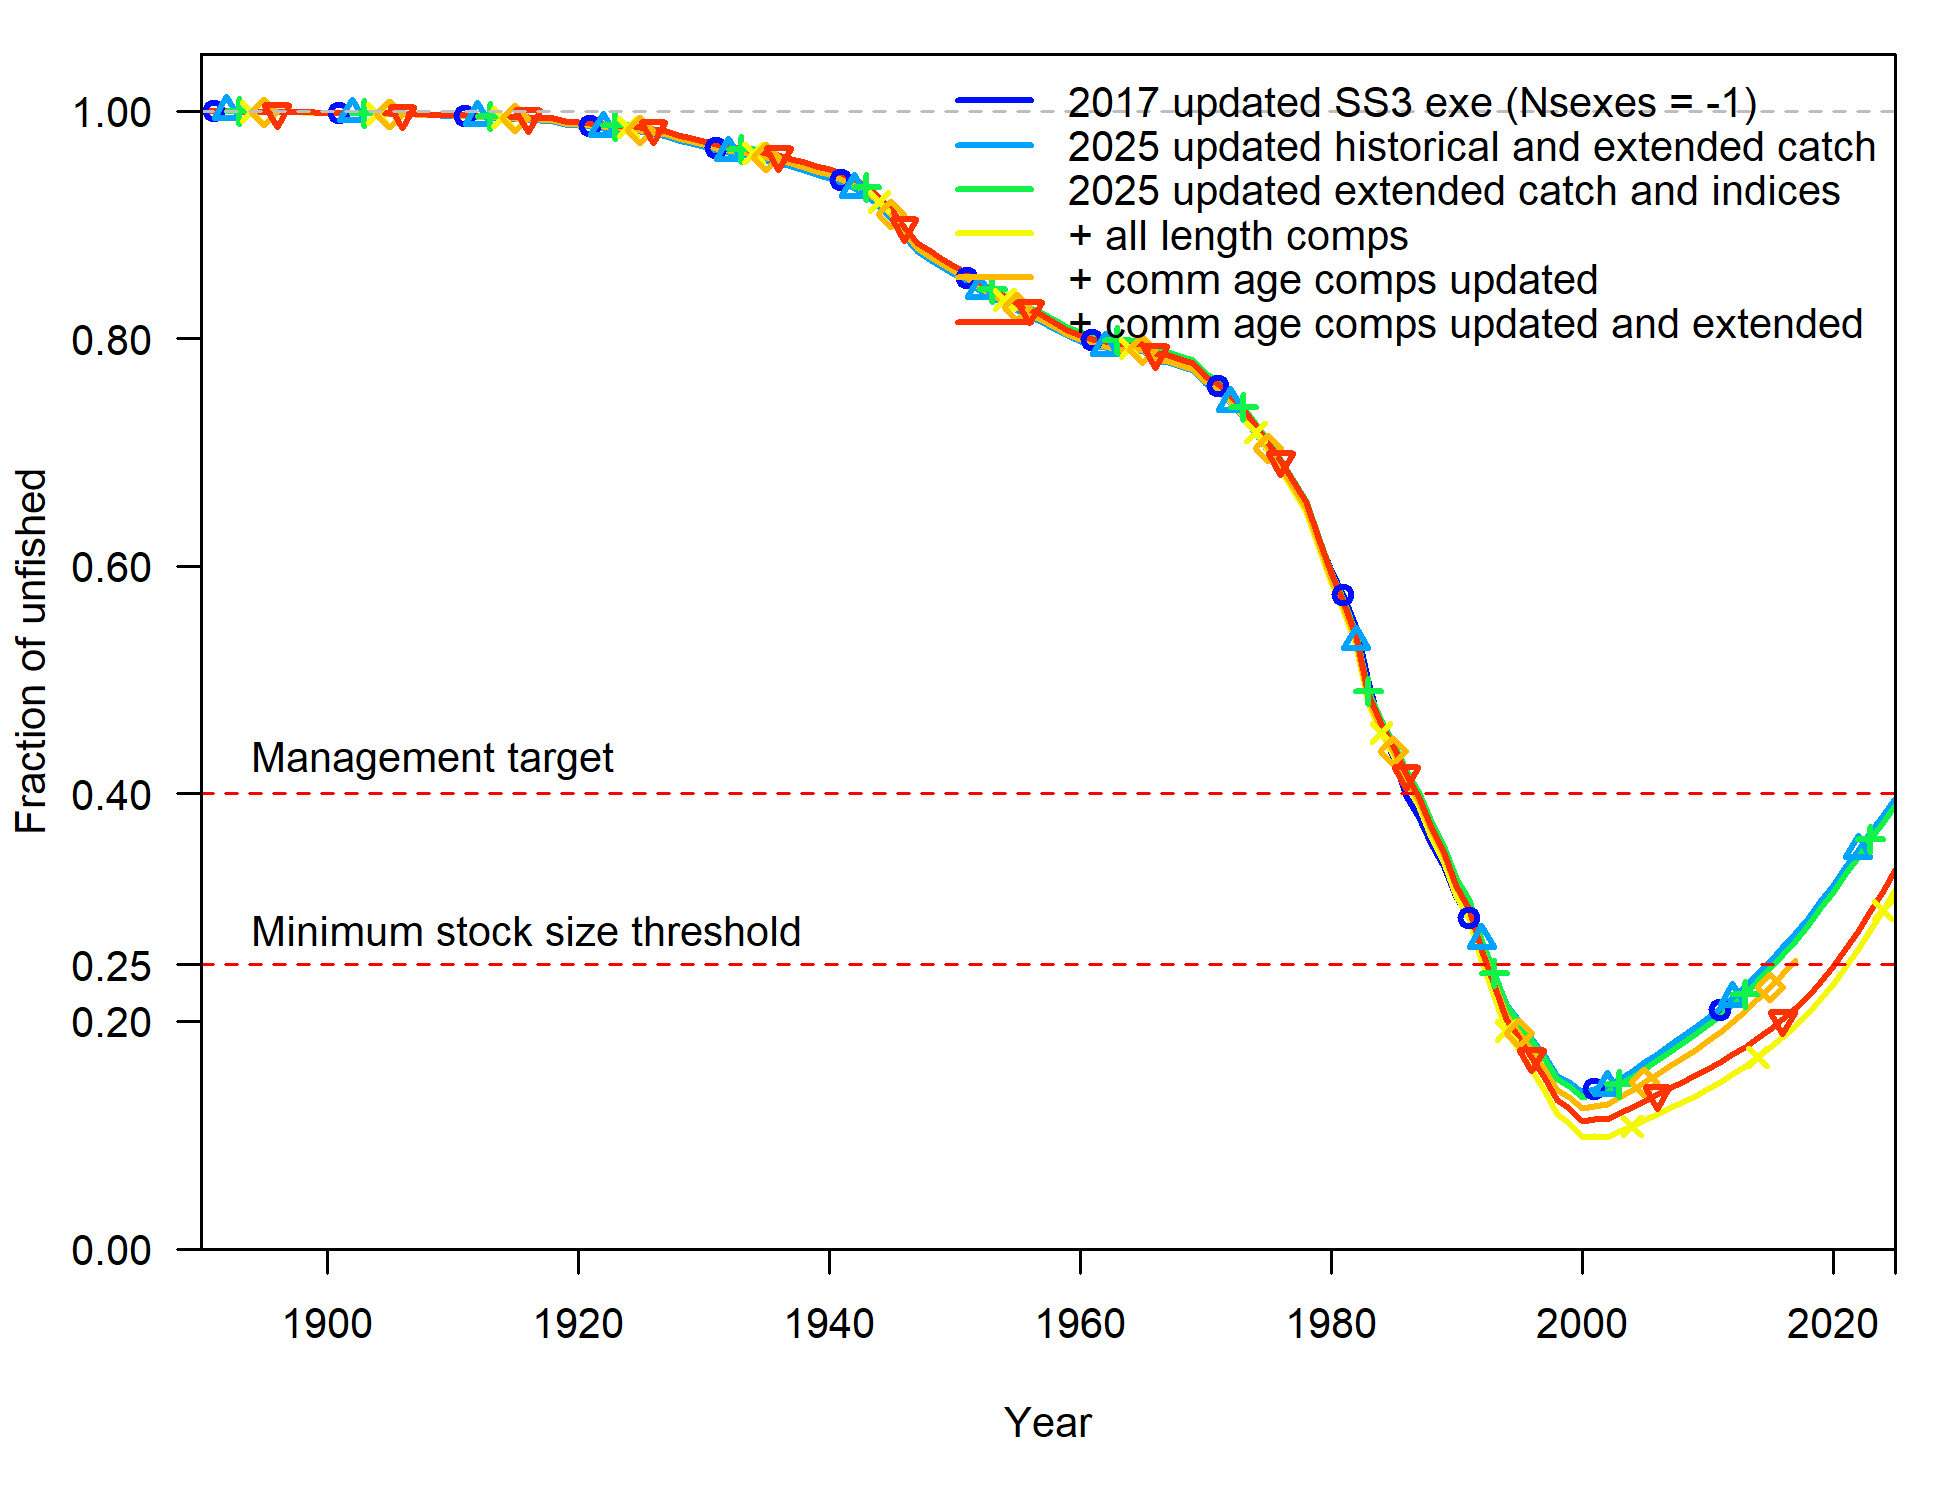 1.00
0.80
0.60
0.40
0.25
0.20
0.00
Fraction of unfished
2017 updated SS3 exe (Nsexes = -1)
2025 updated historical and extended catch
2025 updated extended catch and indices
+ all length comps
+ comm age comps updated
+ comm age comps updated and extended
Management target
Minimum stock size threshold
1900 1920 1940 1960 1980 2000 2020
Year